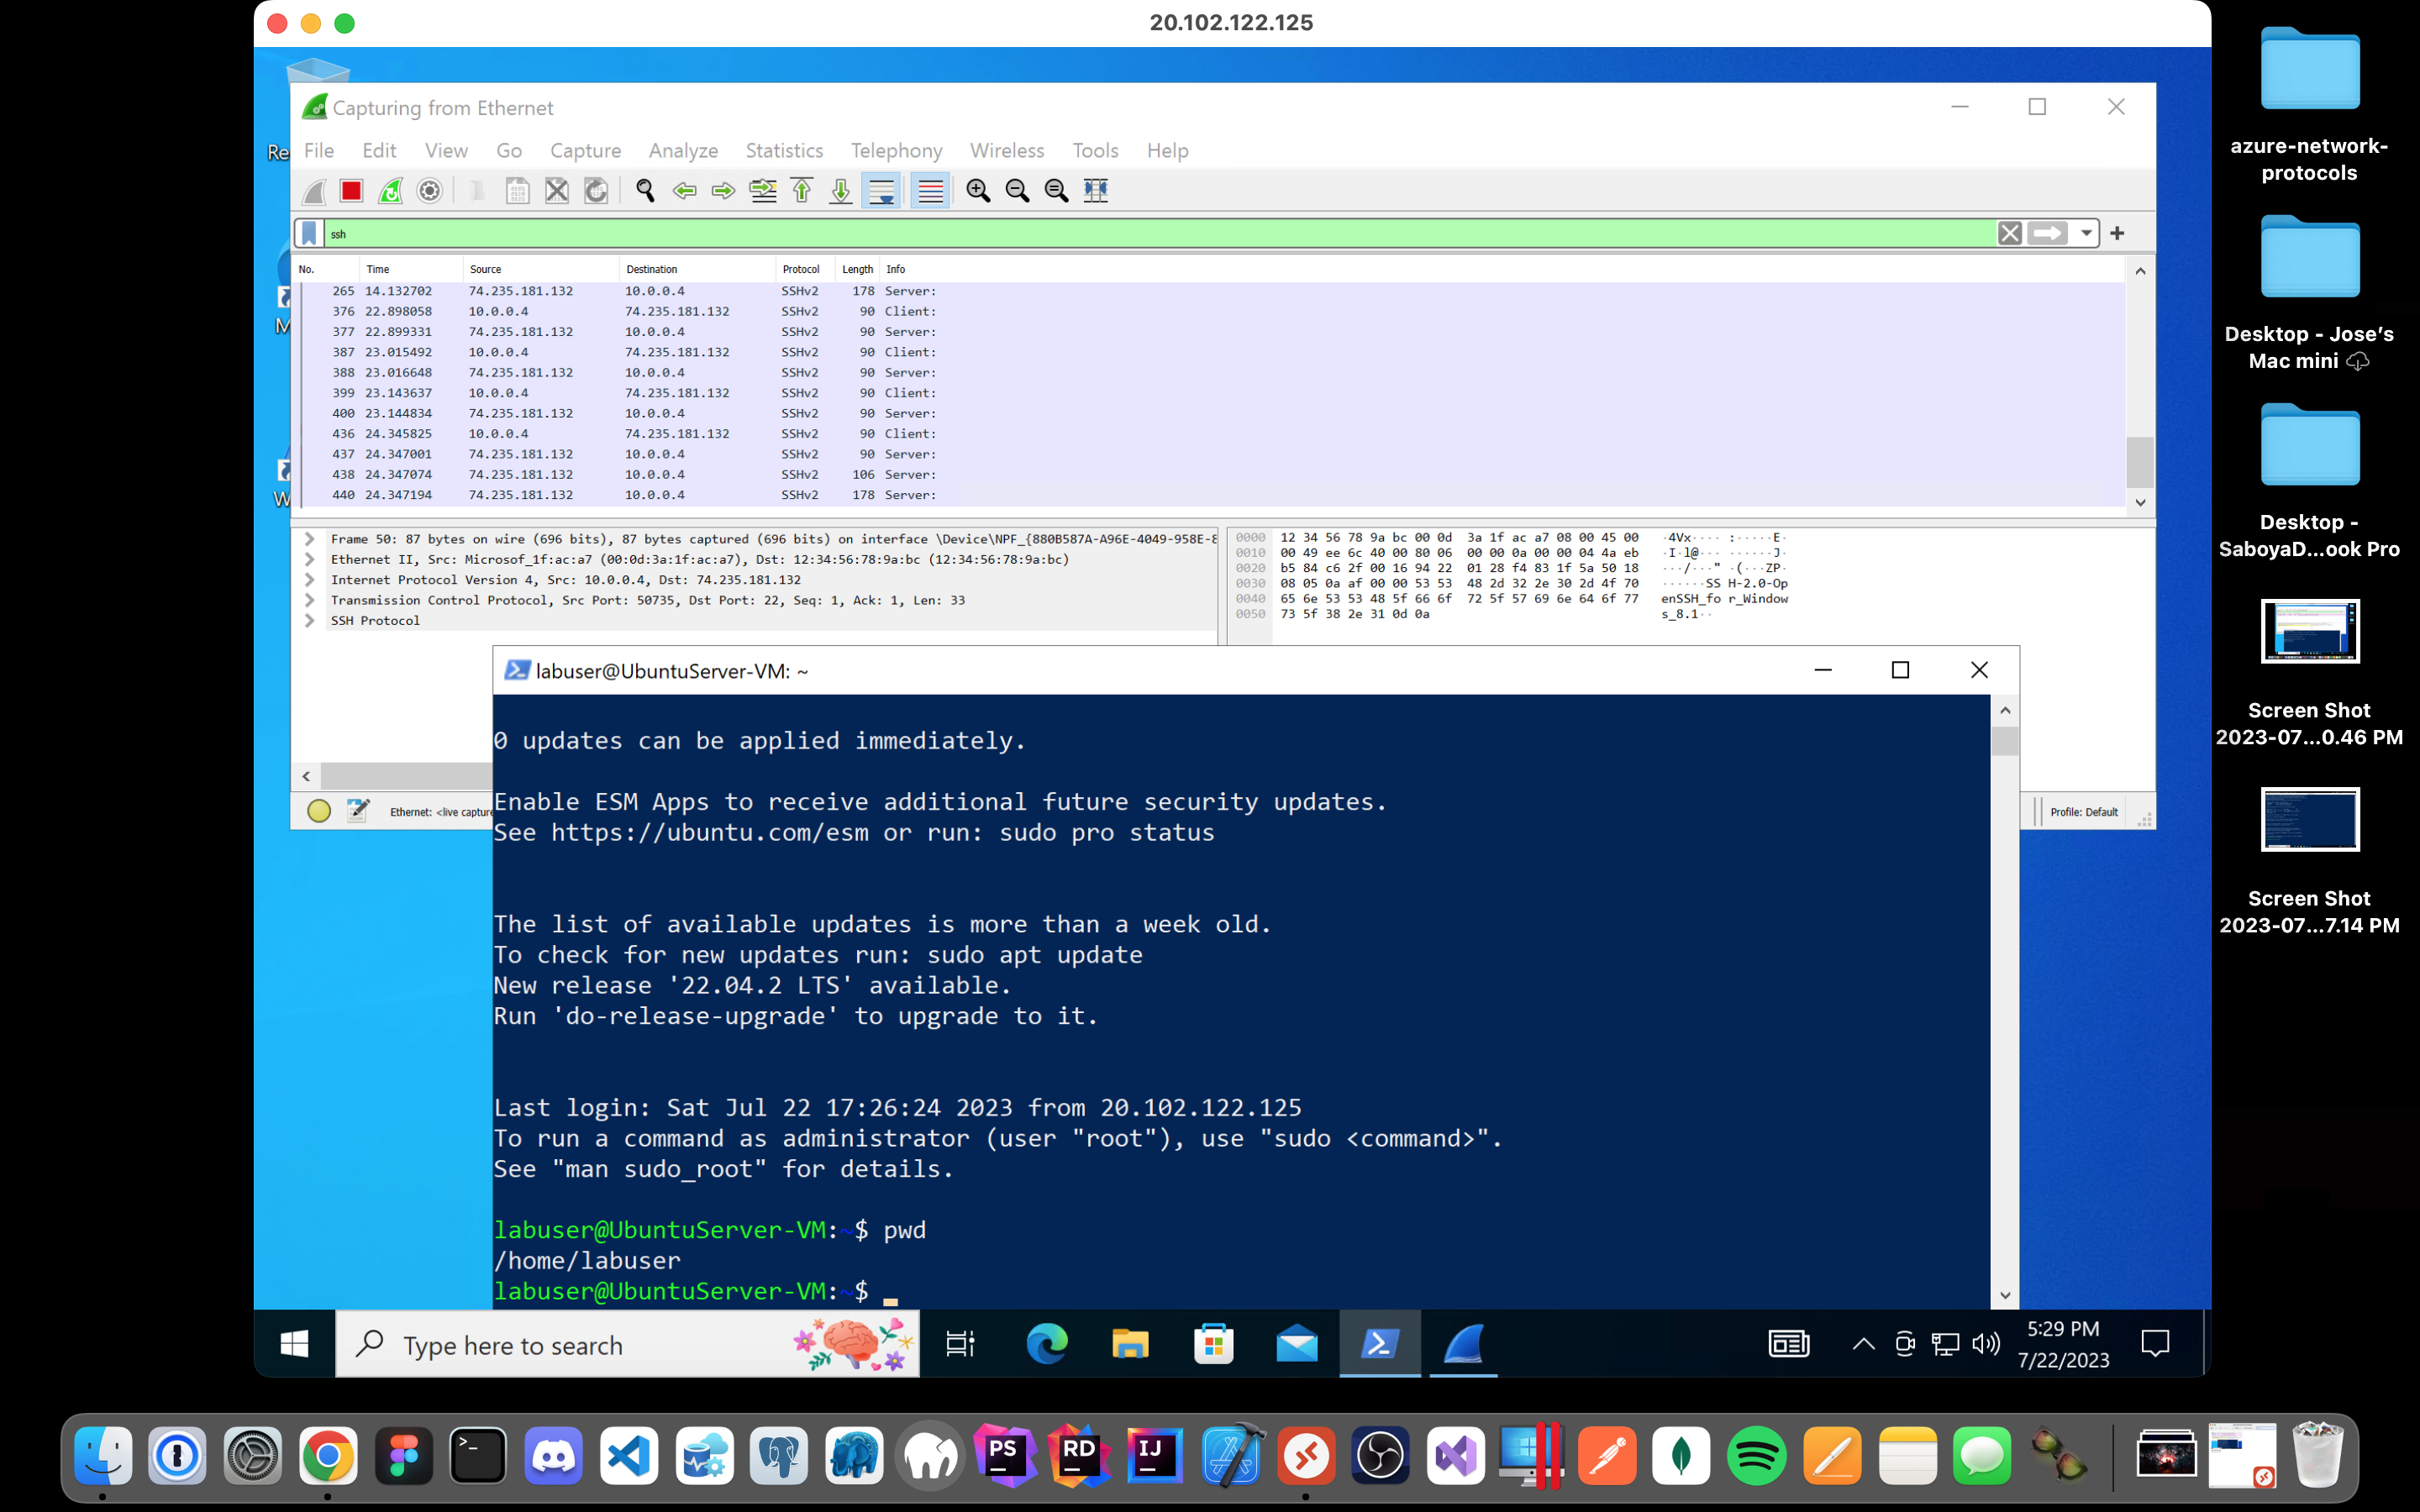 20.102.122.125
Capturing from Ethernet
File Edit View Go Capture Analyze Statistics Telephony Wireless Tools Help
ssh
No. Time Source Destination Protocol Length Info
265 14.132702 74.235.181.132 10.0.0.4 SSHv2 178 Server:
376 22.898058 10.0.0.4 74.235.181.132 SSHv2 90 Client:
377 22.899331 74.235.181.132 10.0.0.4 SSHv2 90 Server:
387 23.015492 10.0.0.4 74.235.181.132 SSHv2 90 Client:
388 23.016648 74.235.181.132 10.0.0.4 SSHv2 90 Server:
399 23.143637 10.0.0.4 74.235.181.132 SSHv2 90 Client:
400 23.144834 74.235.181.132 10.0.0.4 SSHv2 90 Server:
436 24.345825 10.0.0.4 74.235.181.132 SSHv2 90 Client:
437 24.347001 74.235.181.132 10.0.0.4 SSHv2 90 Server:
438 24.347074 74.235.181.132 10.0.0.4 SSHv2 106 Server:
440 24.347194 74.235.181.132 10.0.0.4 SSHv2 178 Server:
Frame 50: 87 bytes on wire (696 bits), 87 bytes captured (696 bits) on interface \Device\NPF_{880B587A-A96E-4049-958E-8
Ethernet II, Src: Microsof_1f:ac:a7 (00:0d:3a:1f:ac:a7), Dst: 12:34:56:78:9a:bc (12:34:56:78:9a:bc)
Internet Protocol Version 4, Src: 10.0.0.4, Dst: 74.235.181.132
Transmission Control Protocol, Src Port: 50735, Dst Port: 22, Seq: 1, Ack: 1, Len: 33
SSH Protocol
0000 12 34 56 78 9a bc 00 0d 3a 1f ac a7 08 00 45 00 ·4Vx···· :·····E·
0010 00 49 ee 6c 40 00 80 06 00 00 0a 00 00 04 4a eb ·I·l@··· ······J·
0020 b5 84 c6 2f 00 16 94 22 01 28 f4 83 1f 5a 50 18 ···/···" ·(···ZP·
0030 08 05 0a af 00 00 53 53 48 2d 32 2e 30 2d 4f 70 ······SS H-2.0-Op
0040 65 6e 53 53 48 5f 66 6f 72 5f 57 69 6e 64 6f 77 enSSH_fo r_Window
0050 73 5f 38 2e 31 0d 0a s_8.1··
Ethernet: <live capture
Profile: Default
labuser@UbuntuServer-VM: ~
0 updates can be applied immediately.
Enable ESM Apps to receive additional future security updates.
See https://ubuntu.com/esm or run: sudo pro status
The list of available updates is more than a week old.
To check for new updates run: sudo apt update
New release '22.04.2 LTS' available.
Run 'do-release-upgrade' to upgrade to it.
Last login: Sat Jul 22 17:26:24 2023 from 20.102.122.125
To run a command as administrator (user "root"), use "sudo <command>".
See "man sudo_root" for details.
labuser@UbuntuServer-VM:~$ pwd
/home/labuser
labuser@UbuntuServer-VM:~$
Type here to search
5:29 PM
7/22/2023
azure-network-
protocols
Desktop - Jose’s
Mac mini
Desktop -
SaboyaD...ook Pro
Screen Shot
2023-07...0.46 PM
Screen Shot
2023-07...7.14 PM
PS
RD
IJ